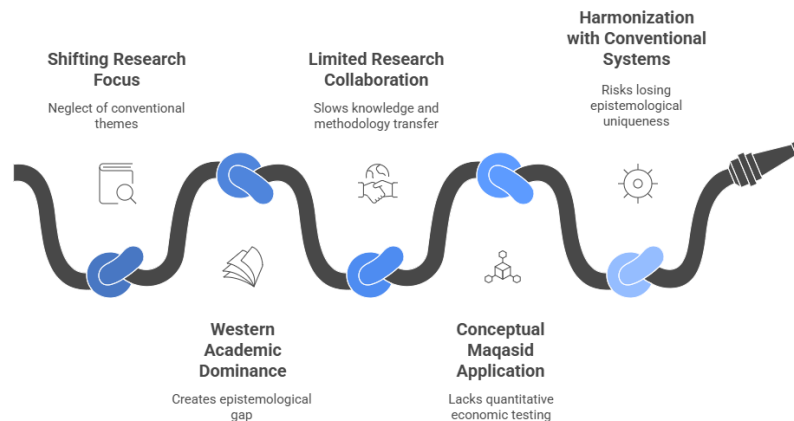 Shifting Research
Focus
Neglect of conventional
themes
Western
Academic
Dominance
Creates epistemological
gap
Limited Research
Collaboration
Slows knowledge and
methodology transfer
Conceptual
Maqasid
Application
Lacks quantitative
economic testing
Harmonization
with Conventional
Systems
Risks losing
epistemological
uniqueness